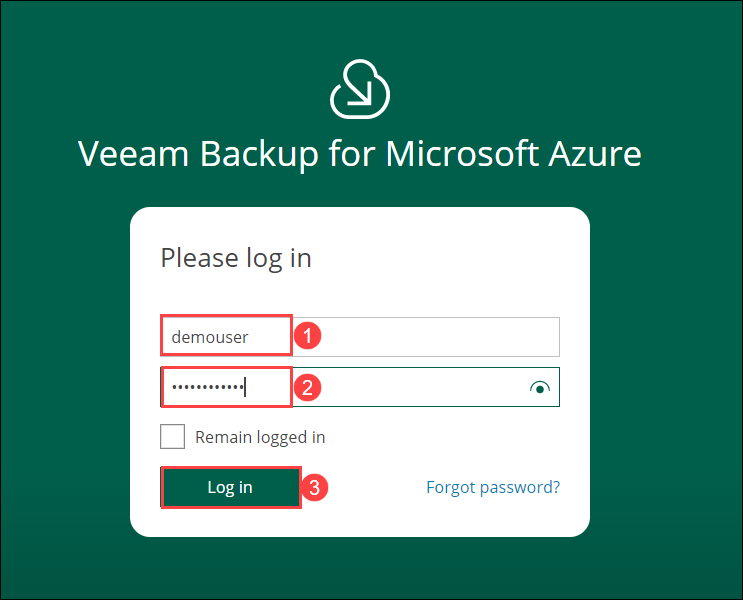 Veeam Backup for Microsoft Azure
Please log in
demouser 1
•••••••••••• 2
Remain logged in
Log in 3 Forgot password?